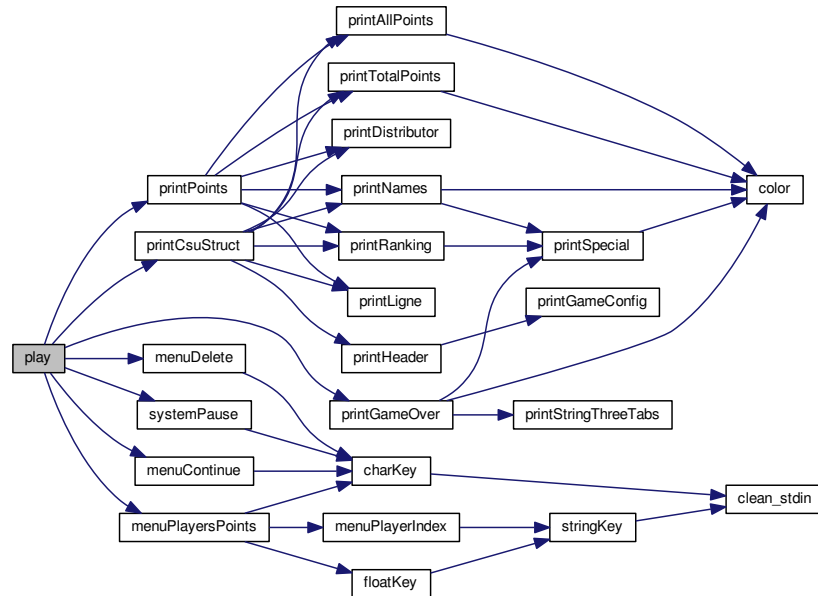 printAllPoints
printTotalPoints
printDistributor
printPoints
printNames
color
printCsuStruct
printRanking
printSpecial
printLigne
printGameConfig
play
menuDelete
printHeader
systemPause
printGameOver
printStringThreeTabs
menuContinue
charKey
clean_stdin
menuPlayersPoints
menuPlayerIndex
stringKey
floatKey